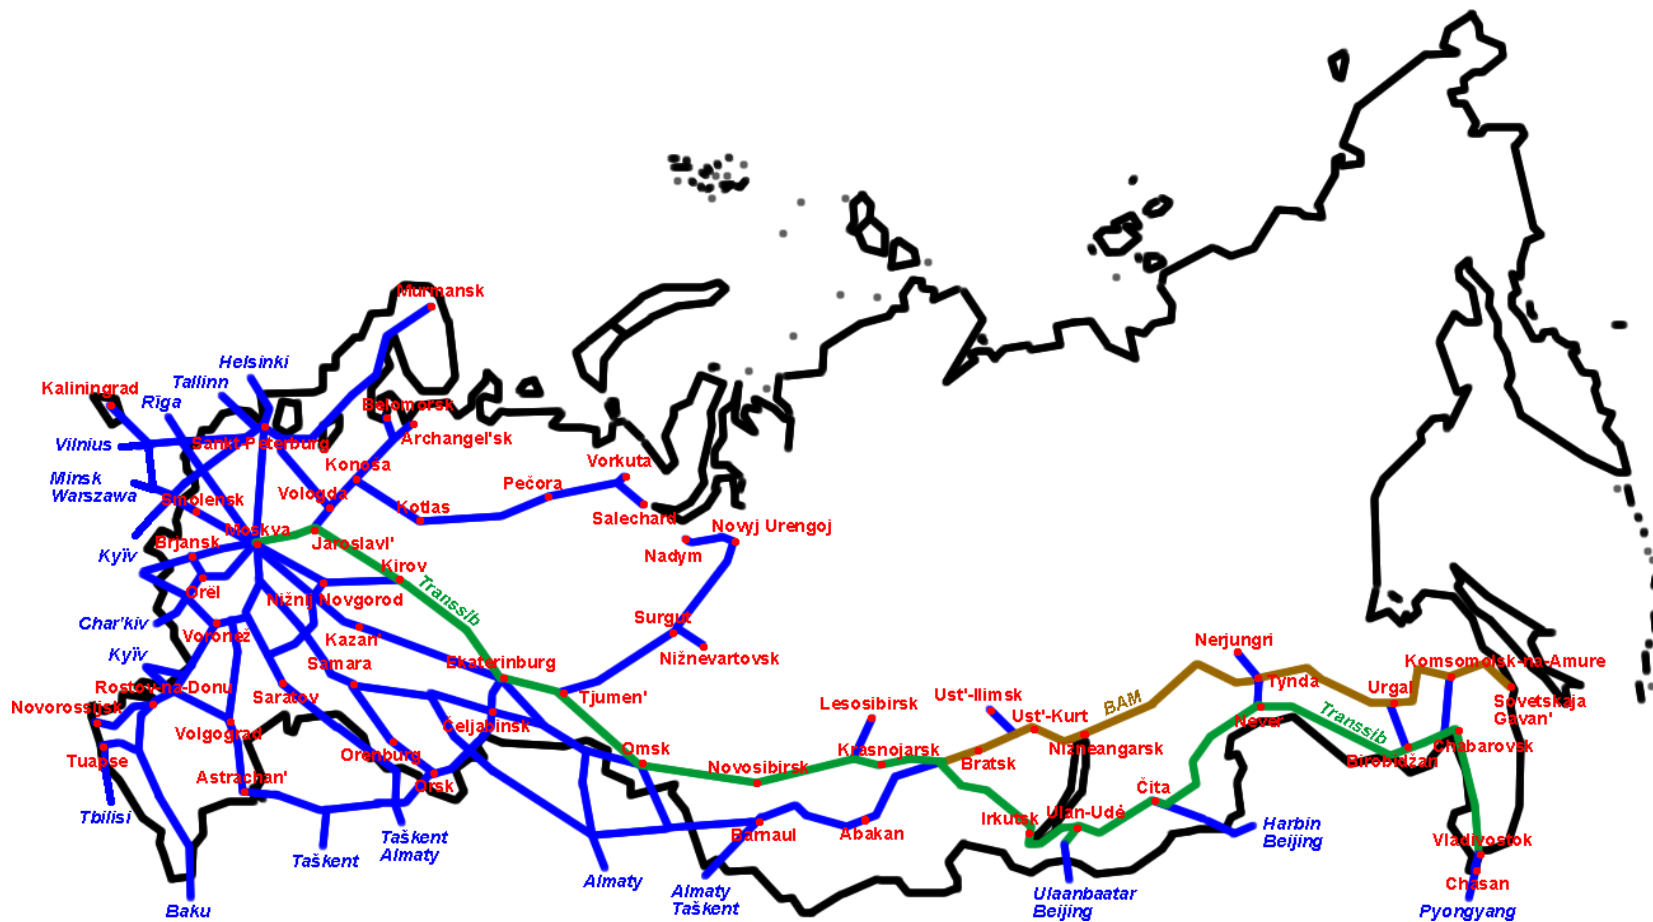 Murmansk
Helsinki
Tallinn
Kaliningrad
Rīga
Belomorsk
Archangel'sk
Sankt-Peterburg
Vilnius
Konoša
Vorkuta
Minsk
Warszawa
Pečora
Smolensk
Vologda
Kotlas
Salechard
Novyj Urengoj
Moskva
Jaroslavl'
Brjansk
Kyïv
Nadym
Kirov
Orël
Nižnij Novgorod
Transsib
Char'kiv
Voronež
Kazan'
Surgut
Nerjungri
Kyïv
Samara
Ekaterinburg
Nižnevartovsk
Komsomolsk-na-Amure
Rostov-na-Donu
Saratov
Tjumen'
Ust'-Ilimsk
BAM
Tynda
Urgal
Sovetskaja
Gavan'
Novorossijsk
Čeljabinsk
Lesosibirsk
Ust'-Kurt
Never
Transsib
Volgograd
Orenburg
Omsk
Krasnojarsk
Nižneangarsk
Chabarovsk
Tuapse
Bratsk
Birobidžan
Astrachan'
Orsk
Novosibirsk
Čita
Tbilisi
Irkutsk
Ulan-Udė
Taškent
Almaty
Barnaul
Abakan
Harbin
Beijing
Vladivostok
Taškent
Almaty
Almaty
Taškent
Ulaanbaatar
Beijing
Chasan
Baku
Pyongyang